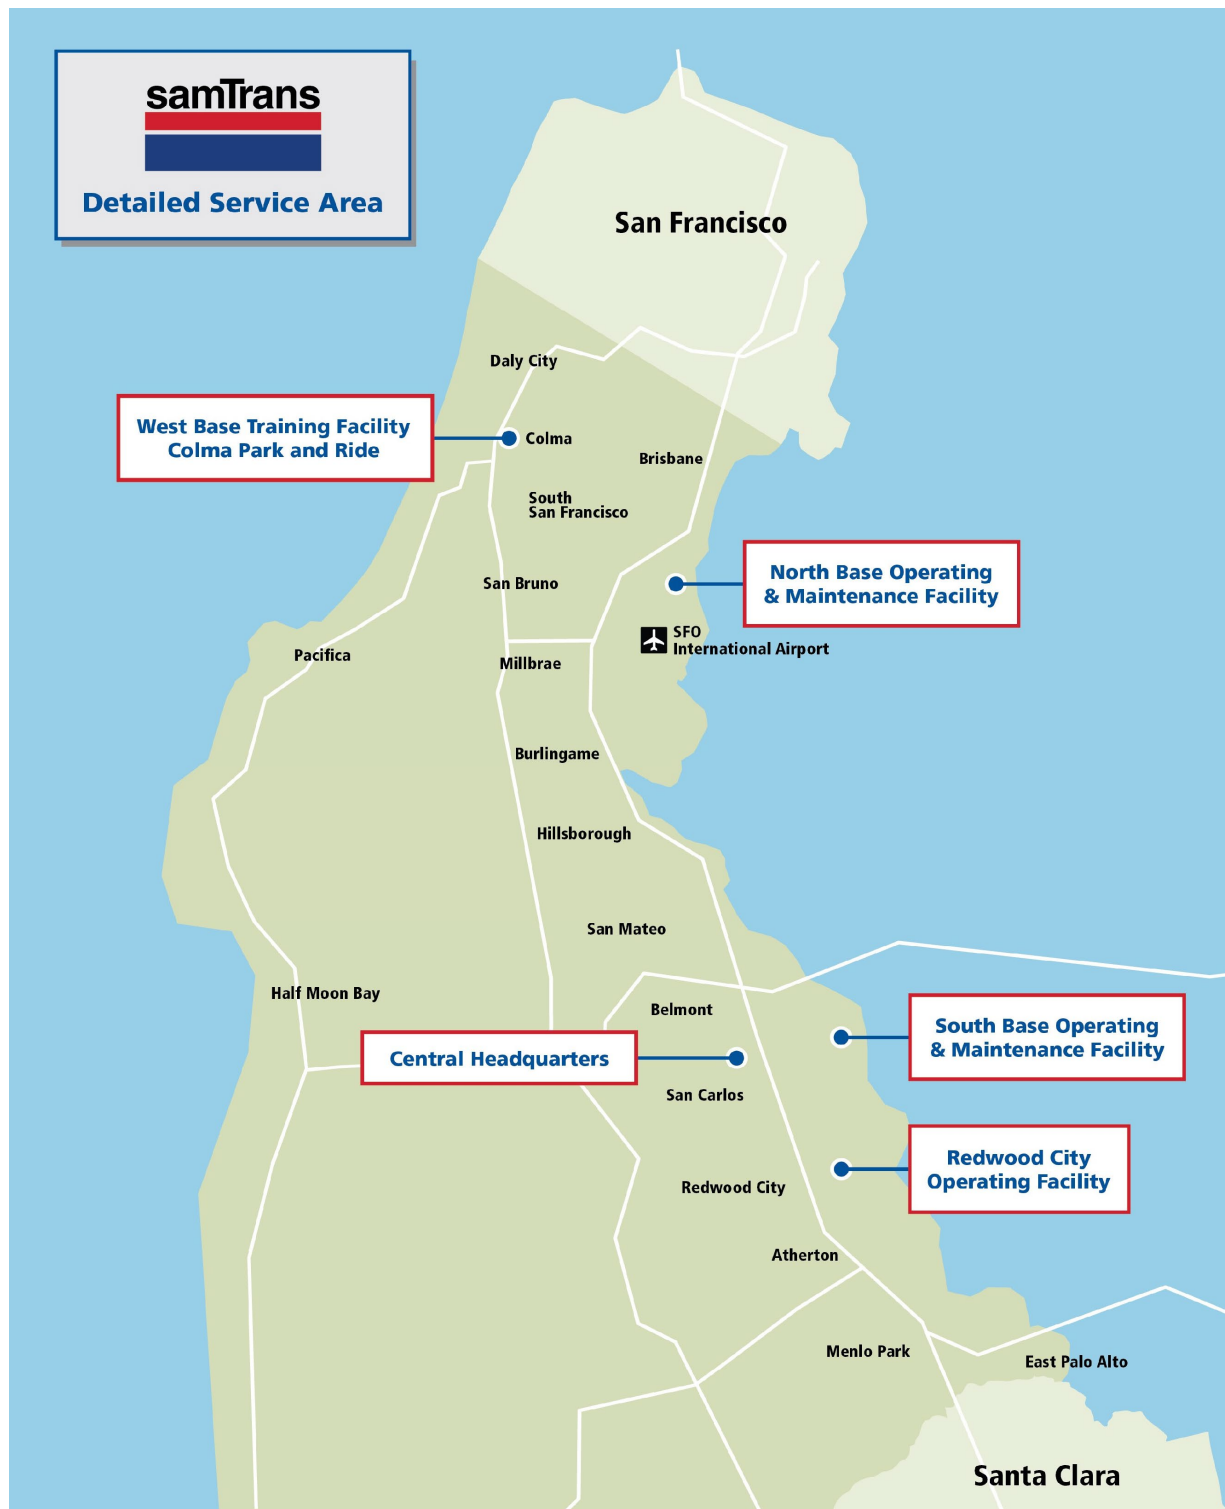 samTrans
Detailed Service Area
San Francisco
Daly City
West Base Training Facility
Colma Park and Ride
Colma
Brisbane
South
San Francisco
North Base Operating
& Maintenance Facility
San Bruno
SFO
International Airport
Pacifica
Millbrae
Burlingame
Hillsborough
San Mateo
Half Moon Bay
Belmont
South Base Operating
& Maintenance Facility
Central Headquarters
San Carlos
Redwood City
Operating Facility
Redwood City
Atherton
Menlo Park
East Palo Alto
Santa Clara